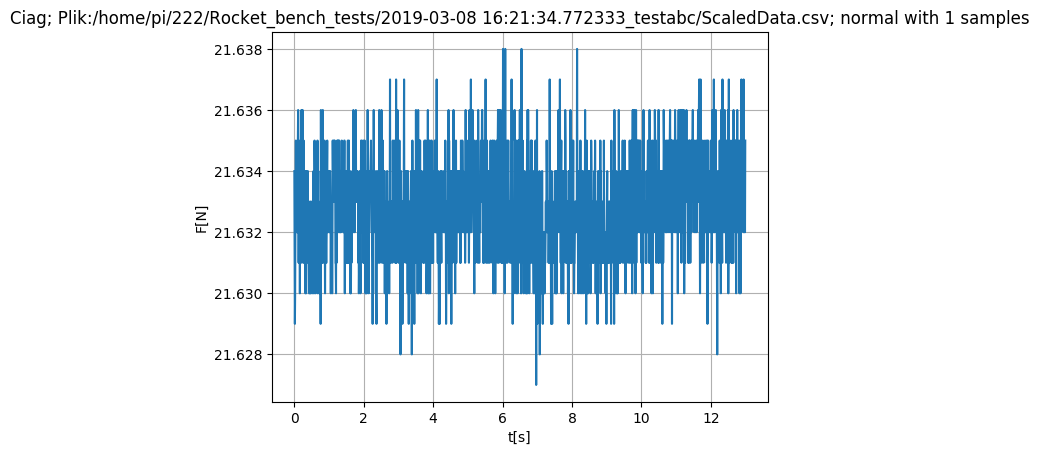 Ciag; Plik:/home/pi/222/Rocket_bench_tests/2019-03-08 16:21:34.772333_testabc/ScaledData.csv; normal with 1 samples
21.638
21.636
21.634
21.632
21.630
21.628
F[N]
0 2 4 6 8 10 12
t[s]